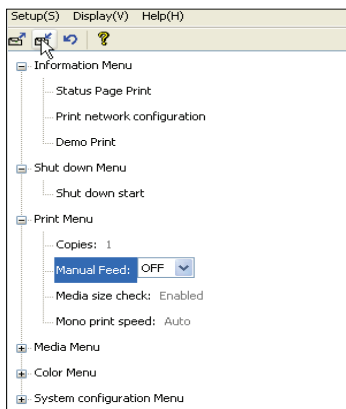 Setup(S) Display(V) Help(H)
Information Menu
Status Page Print
Print network configuration
Demo Print
Shut down Menu
Shut down start
Print Menu
Copies: 1
Manual Feed: OFF
Media size check: Enabled
Mono print speed: Auto
Media Menu
Color Menu
System configuration Menu